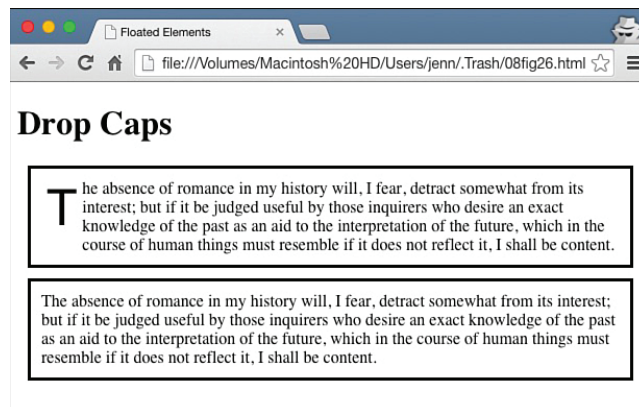 Floated Elements
file:///Volumes/Macintosh%20HD/Users/jenn/.Trash/08fig26.html
Drop Caps
The absence of romance in my history will, I fear, detract somewhat from its
interest; but if it be judged useful by those inquirers who desire an exact
knowledge of the past as an aid to the interpretation of the future, which in the
course of human things must resemble if it does not reflect it, I shall be content.
The absence of romance in my history will, I fear, detract somewhat from its interest;
but if it be judged useful by those inquirers who desire an exact knowledge of the past
as an aid to the interpretation of the future, which in the course of human things must
resemble if it does not reflect it, I shall be content.